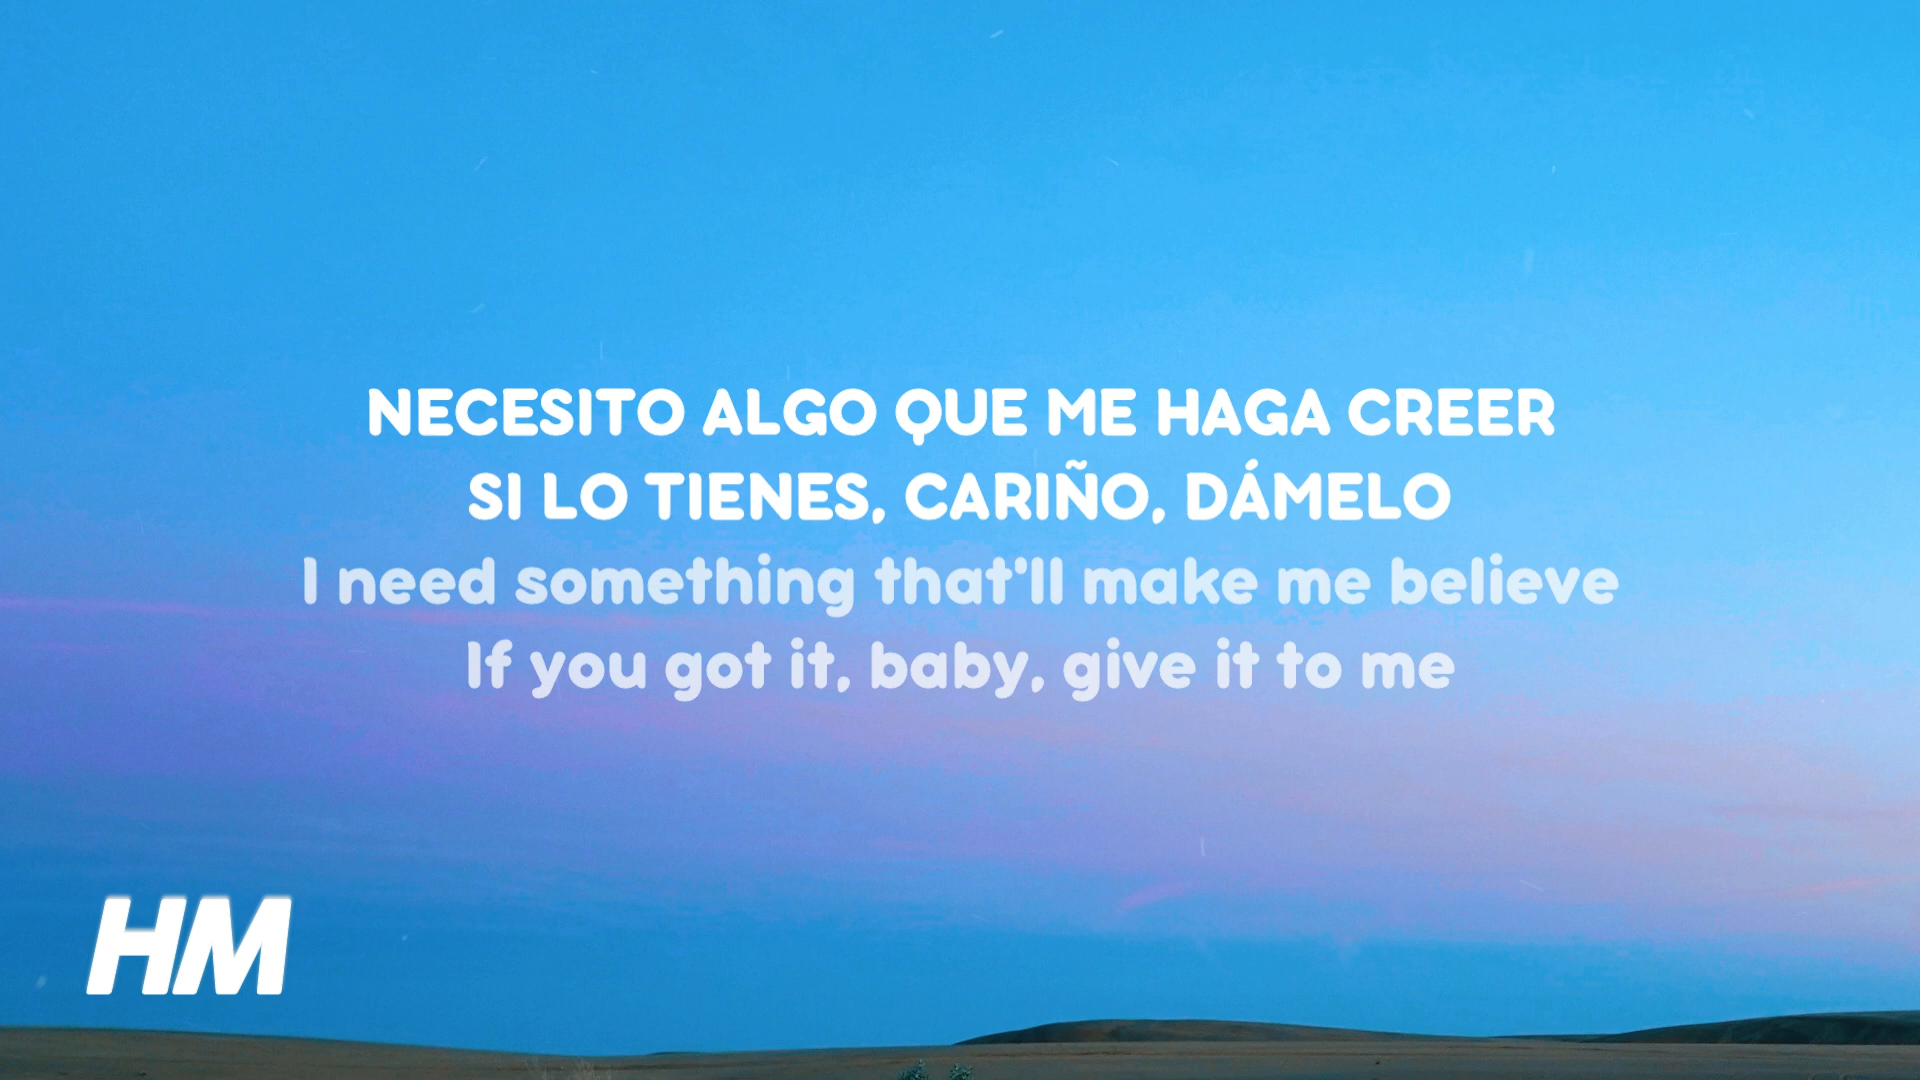 NECESITO ALGO QUE ME HAGA CREER
SI LO TIENES, CARIÑO, DÁMELO
I need something that'll make me believe
If you got it, baby, give it to me
HM